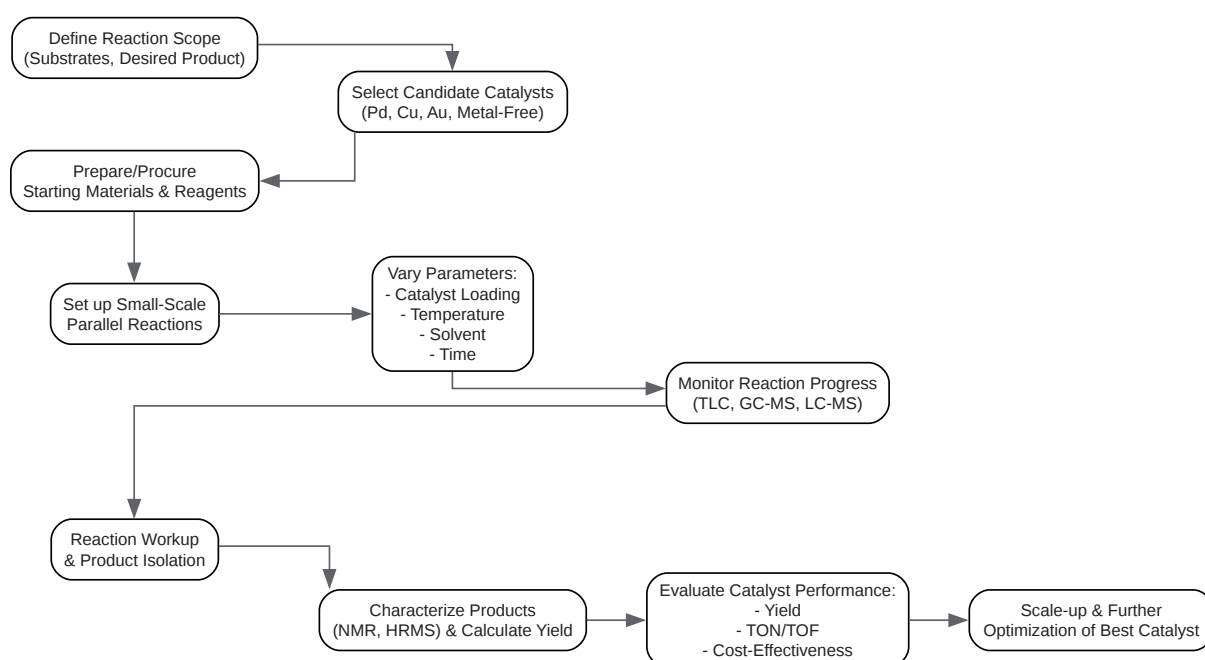 Define Reaction Scope
(Substrates, Desired Product)
Select Candidate Catalysts
(Pd, Cu, Au, Metal-Free)
Prepare/Procure
Starting Materials & Reagents
Set up Small-Scale
Parallel Reactions
Vary Parameters:
- Catalyst Loading
- Temperature
- Solvent
- Time
Monitor Reaction Progress
(TLC, GC-MS, LC-MS)
Reaction Workup
& Product Isolation
Characterize Products
(NMR, HRMS) & Calculate Yield
Evaluate Catalyst Performance:
- Yield
- TON/TOF
- Cost-Effectiveness
Scale-up & Further
Optimization of Best Catalyst